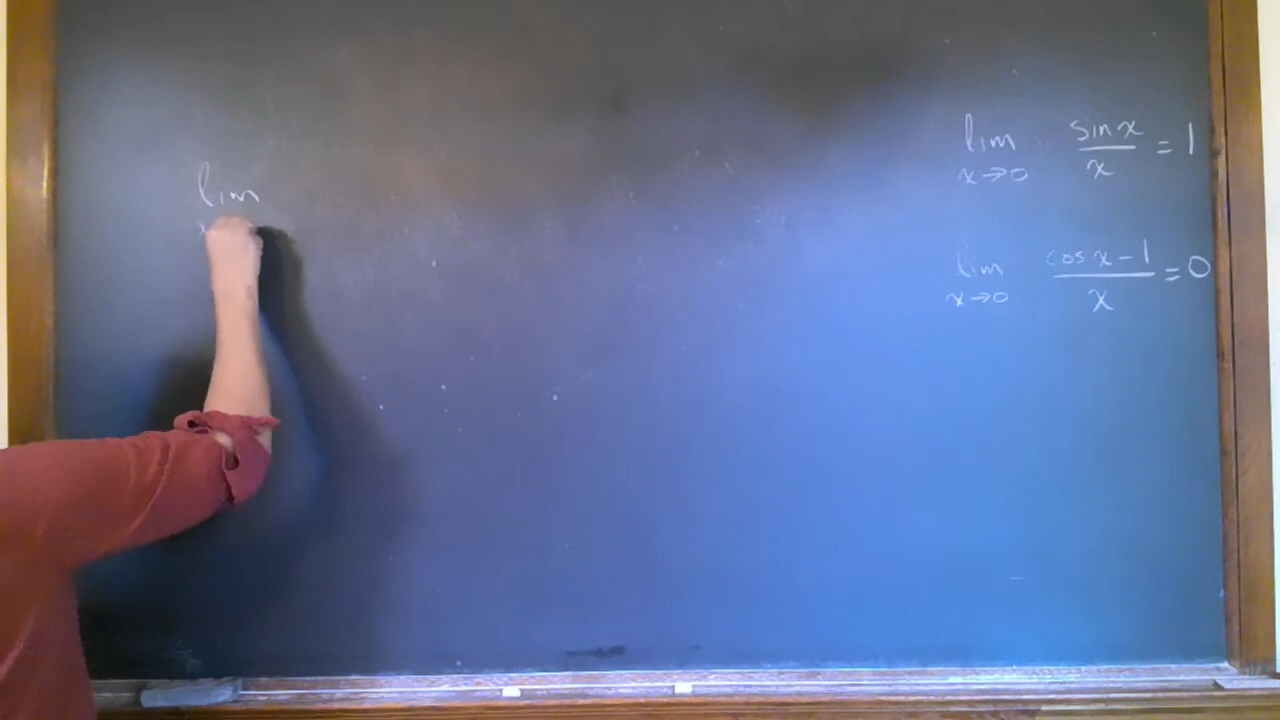 lim
x
lim sin x / x = 1
x→0
lim cos x − 1 / x = 0
x→0